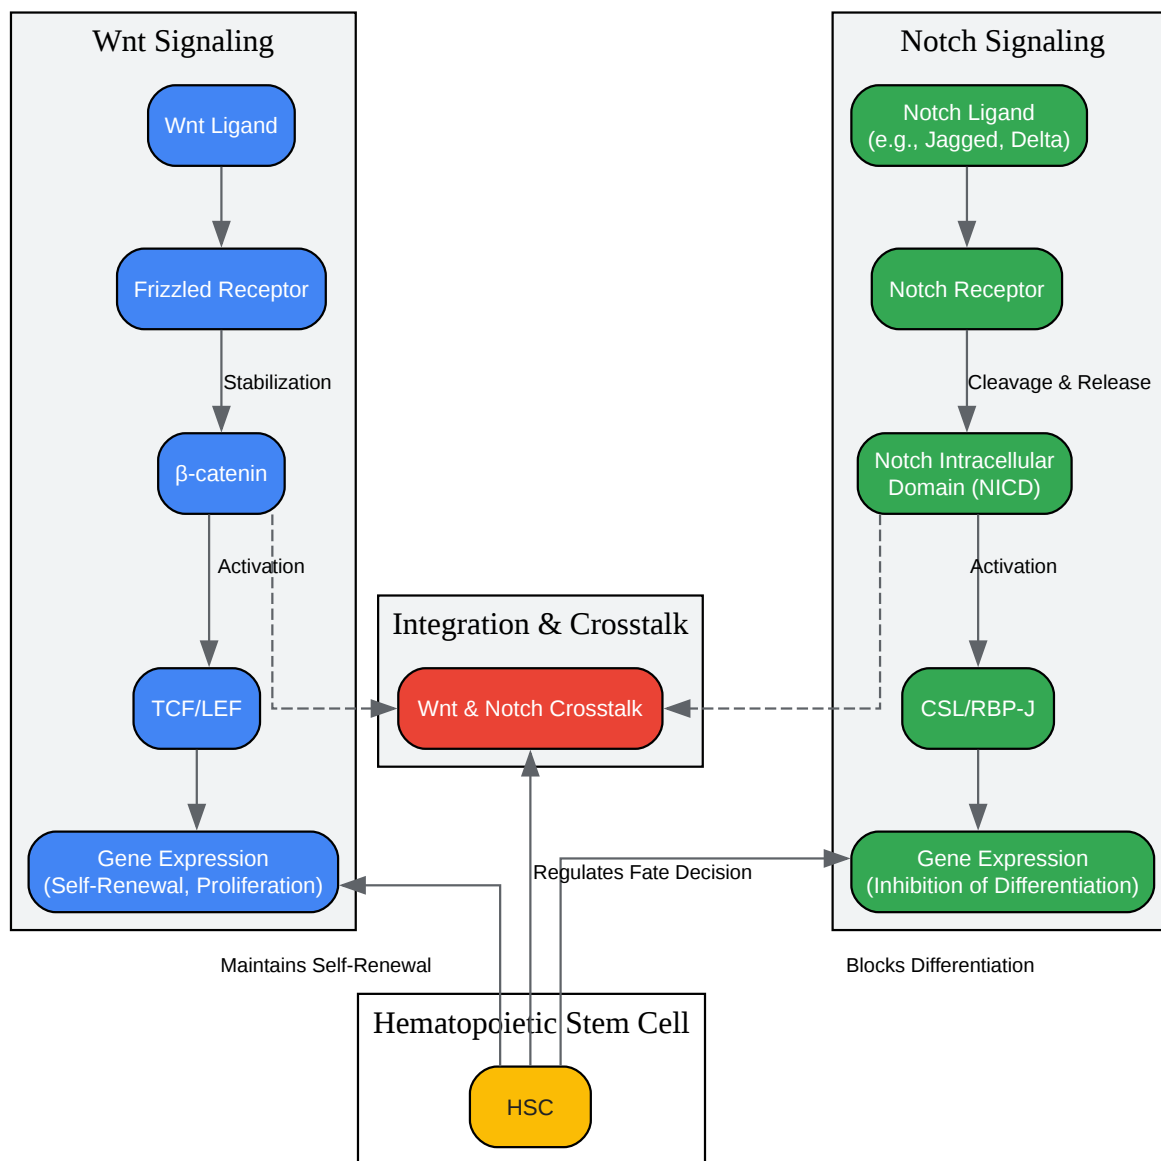 Wnt Signaling
Wnt Ligand
Frizzled Receptor
Stabilization
β-catenin
Activation
TCF/LEF
Gene Expression
(Self-Renewal, Proliferation)
Notch Signaling
Notch Ligand
(e.g., Jagged, Delta)
Notch Receptor
Cleavage & Release
Notch Intracellular
Domain (NICD)
Activation
CSL/RBP-J
Gene Expression
(Inhibition of Differentiation)
Integration & Crosstalk
Wnt & Notch Crosstalk
Regulates Fate Decision
Maintains Self-Renewal
Blocks Differentiation
Hematopoietic Stem Cell
HSC